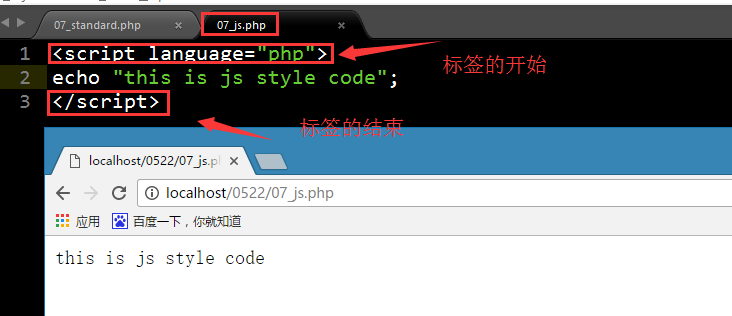 07_standard.php × 07_js.php ×
1 <script language="php"> 标签的开始
2 echo "this is js style code";
3 </script>
标签的结束
localhost/0522/07_js.pl ×
localhost/0522/07_js.php
应用 百度一下，你就知道
this is js style code